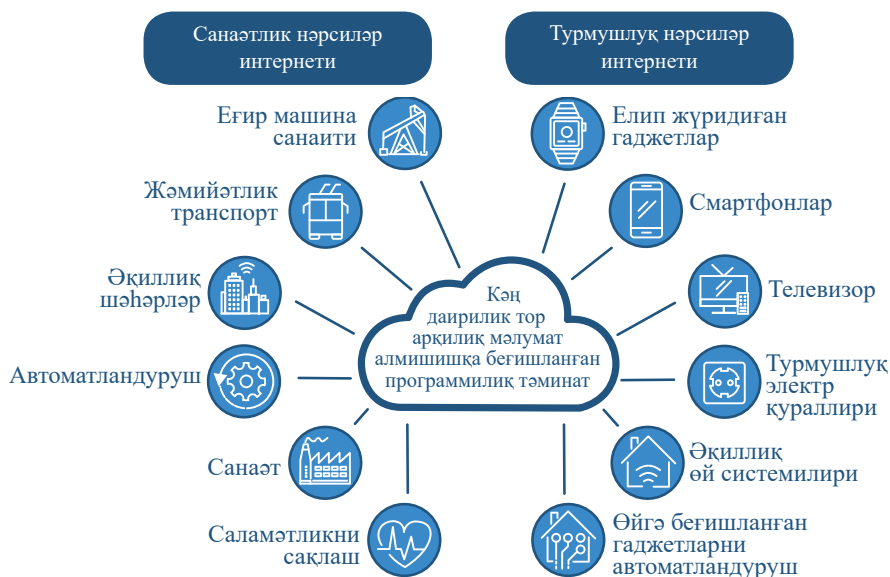 Санаәтлик нәрсиләр
интернети
Турмушлуқ нәрсиләр
интернети
Еғир машина
санаити
Елип жүридиған
гаджетлар
Жәмийәтлик
транспорт
Смартфонлар
Әқиллиқ
шәһәрләр
Кәң
даирилик тор
арқилиқ мәлумат
алмишишқа беғишланған
программилиқ тәминат
Телевизор
Автоматландуруш
Турмушлуқ
электр
қураллири
Санаәт
Әқиллиқ
өй системилири
Саламәтликни
сақлаш
Өйгә беғишланған
гаджетларни
автоматландуруш